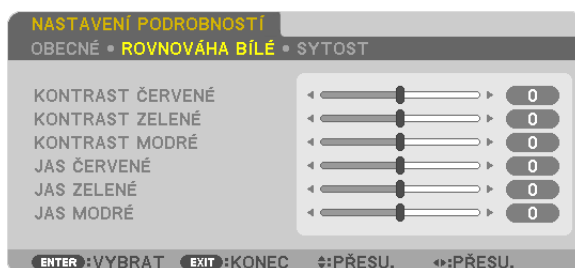 NASTAVENÍ PODROBNOSTÍ
OBECNÉ • ROVNOVÁHA BÍLÉ • SYTOST
KONTRAST ČERVENÉ 0
KONTRAST ZELENÉ 0
KONTRAST MODRÉ 0
JAS ČERVENÉ 0
JAS ZELENÉ 0
JAS MODRÉ 0
ENTER :VYBRAT EXIT :KONEC :PŘESU. :PŘESU.